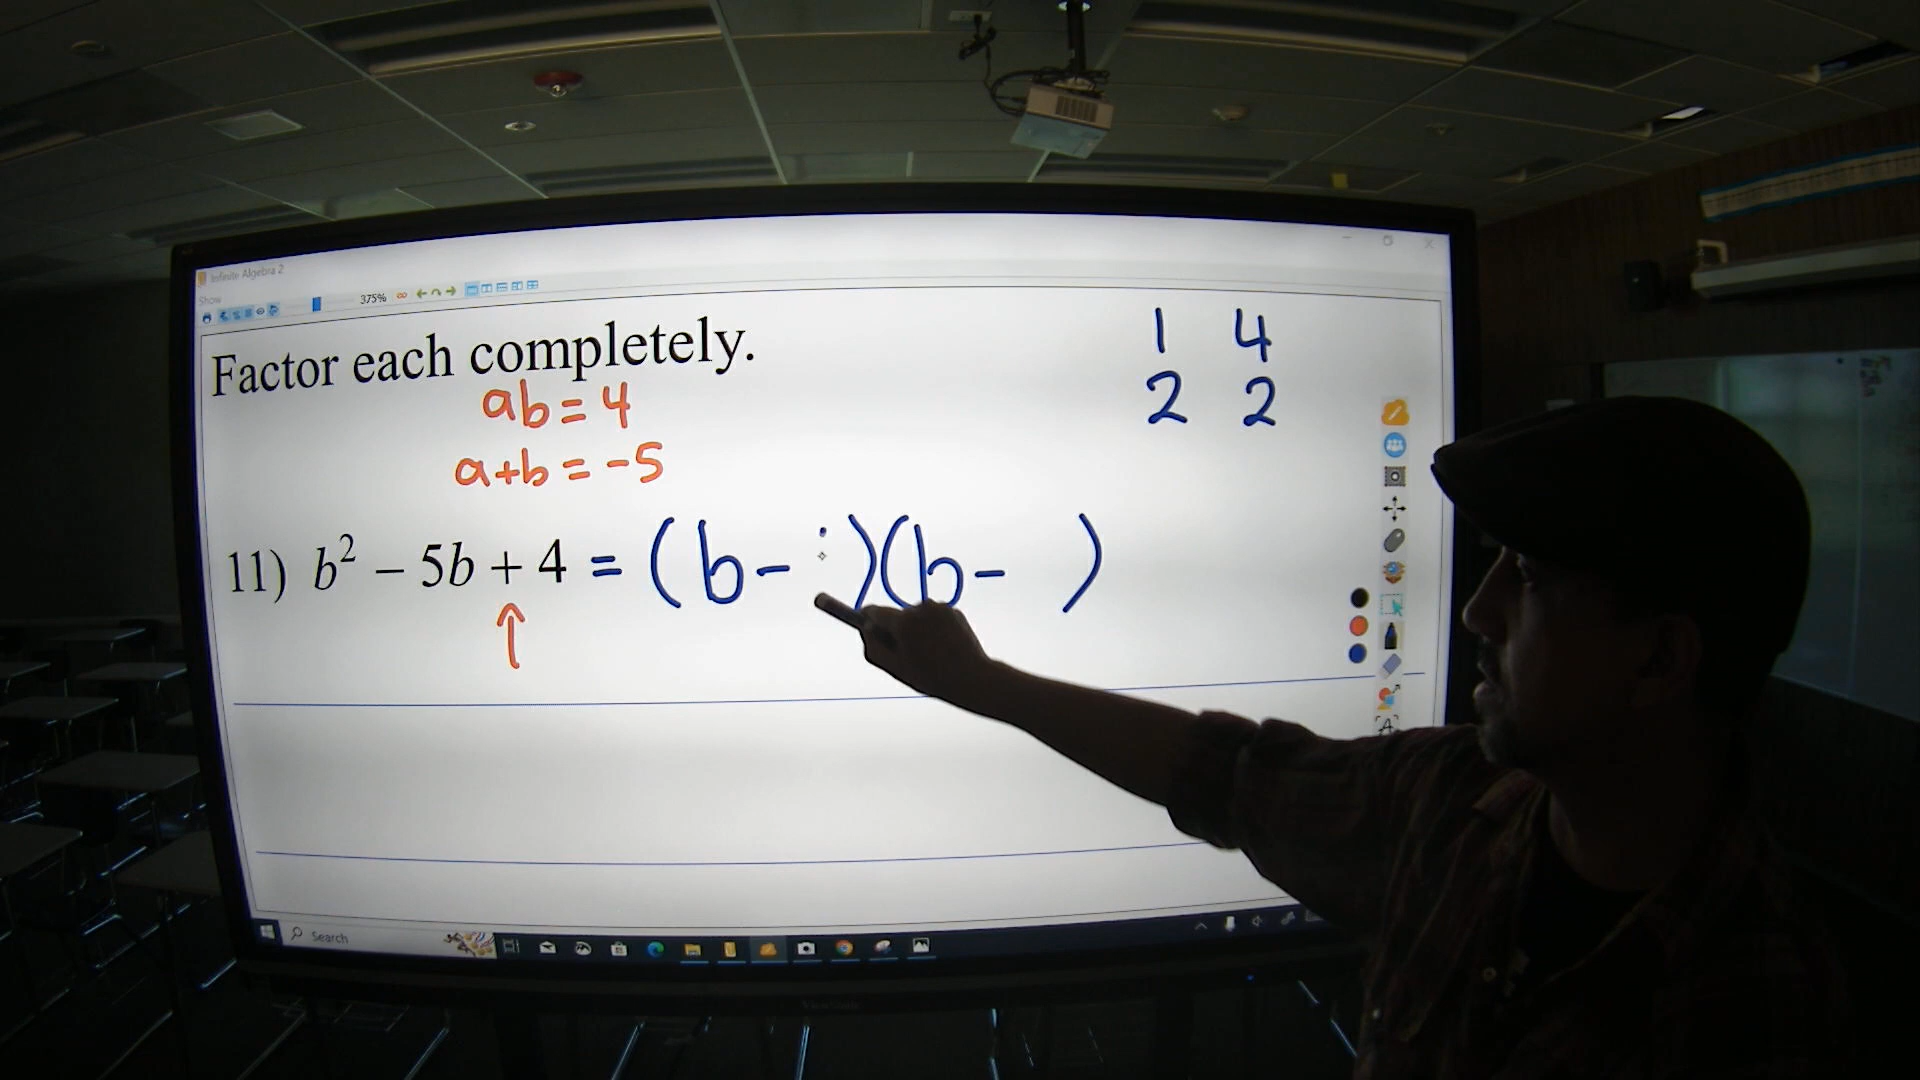 Infinite Algebra 2
Show
375%
Factor each completely.
1 4
2 2
ab = 4
a+b = -5
11) b² − 5b + 4 = (b- )(b- )
↑
A
Search
ViewSonic